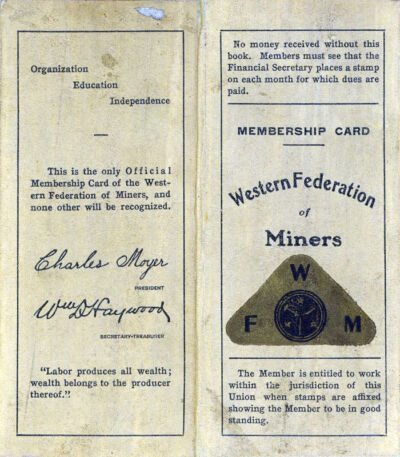 Organization
Education
Independence
This is the only Official
Membership Card of the West-
ern Federation of Miners, and
none other will be recognized.
Charles Moyer
PRESIDENT
Wm D Haywood
SECRETARY-TREASURER
"Labor produces all wealth;
wealth belongs to the producer
thereof."
No money received without this
book. Members must see that the
Financial Secretary places a stamp
on each month for which dues are
paid.
MEMBERSHIP CARD
Western Federation
of
Miners
W
F M
The Member is entitled to work
within the jurisdiction of this
Union when stamps are affixed
showing the Member to be in good
standing.